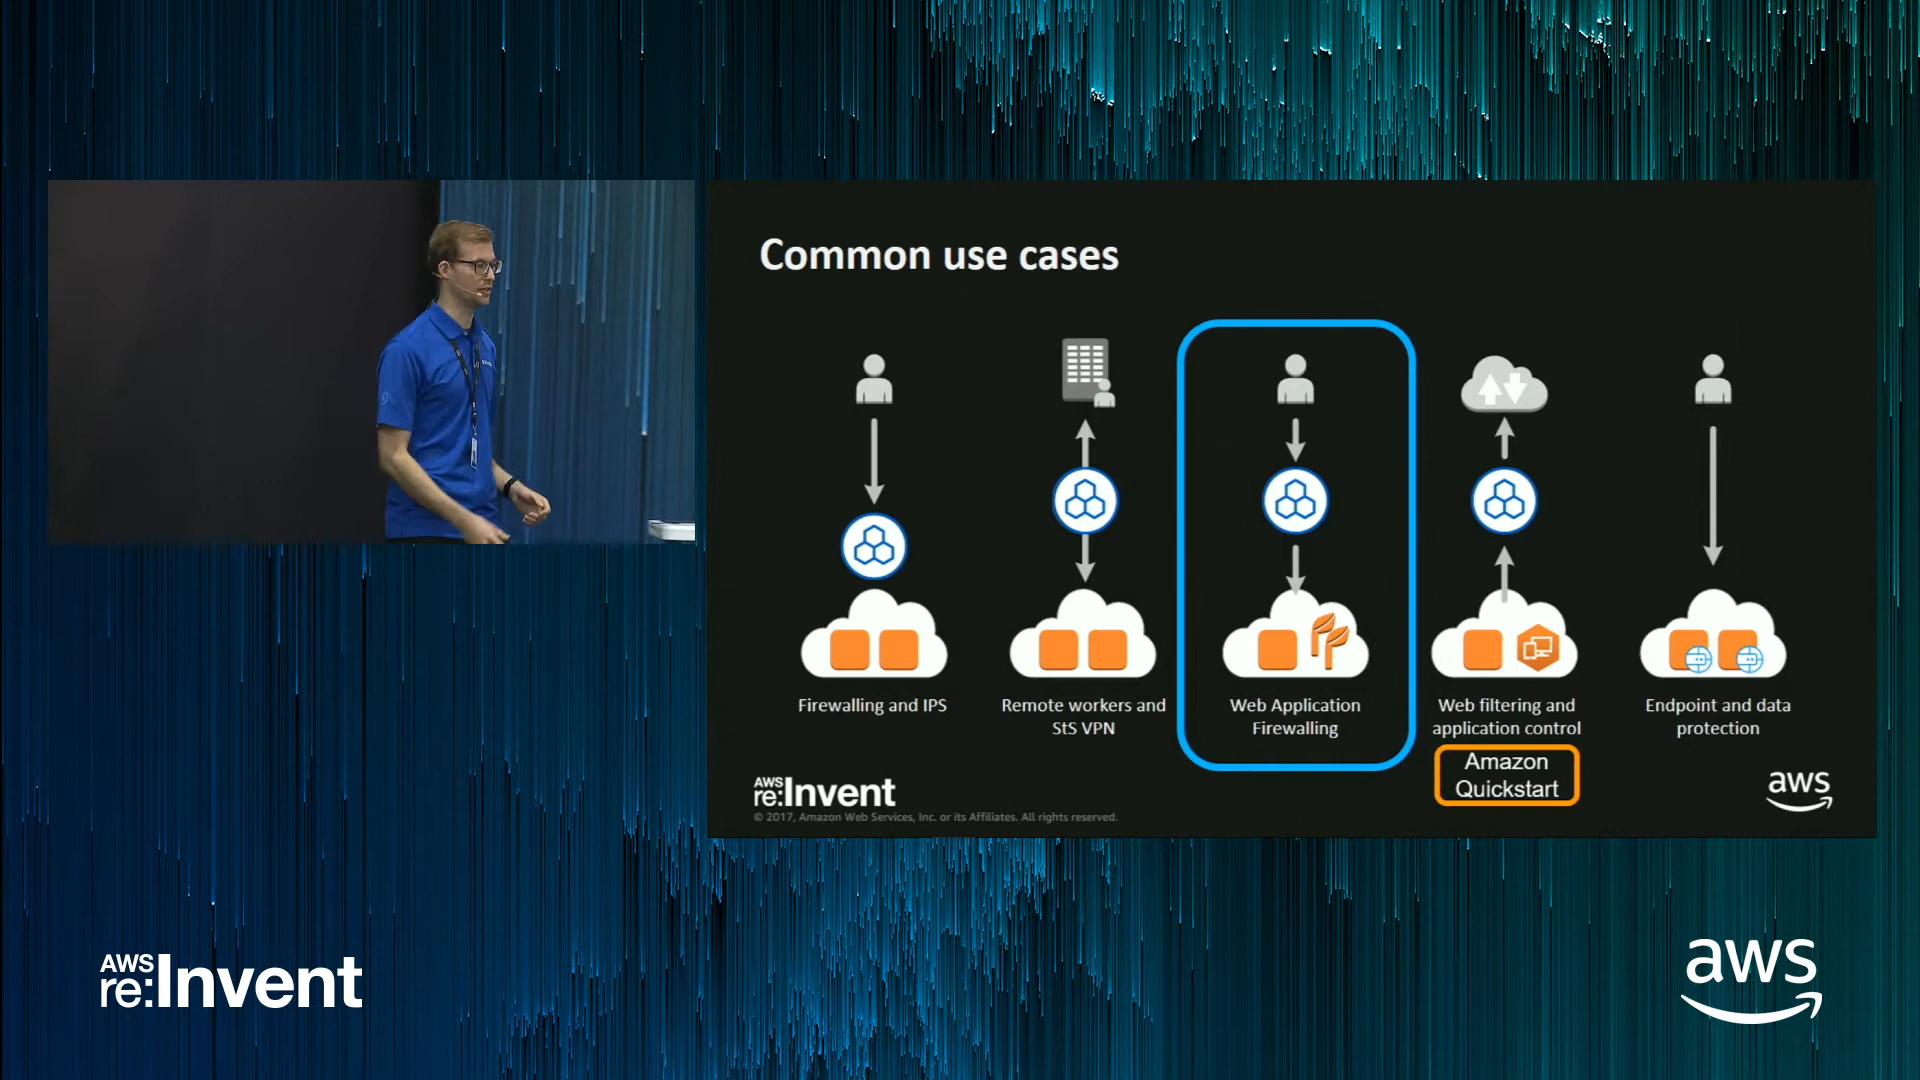 Common use cases
Firewalling and IPS
Remote workers and
StS VPN
Web Application
Firewalling
Web filtering and
application control
Endpoint and data
protection
Amazon
Quickstart
AWS
re:Invent
© 2017, Amazon Web Services, Inc. or its Affiliates. All rights reserved.
aws
AWS
re:Invent
aws